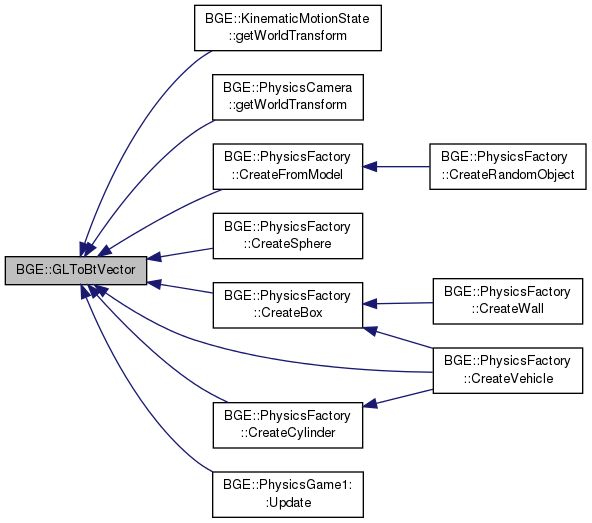 BGE::KinematicMotionState
::getWorldTransform
BGE::PhysicsCamera
::getWorldTransform
BGE::PhysicsFactory
::CreateFromModel
BGE::PhysicsFactory
::CreateRandomObject
BGE::PhysicsFactory
::CreateSphere
BGE::GLToBtVector
BGE::PhysicsFactory
::CreateBox
BGE::PhysicsFactory
::CreateWall
BGE::PhysicsFactory
::CreateVehicle
BGE::PhysicsFactory
::CreateCylinder
BGE::PhysicsGame1:
:Update